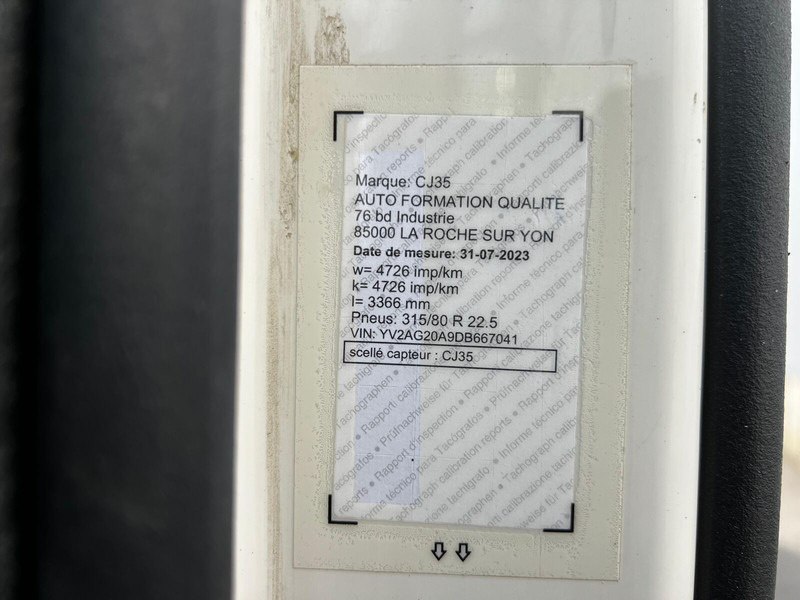 Marque: CJ35
AUTO FORMATION QUALITE
76 bd Industrie
85000 LA ROCHE SUR YON
Date de mesure: 31-07-2023
w= 4726 imp/km
k= 4726 imp/km
l= 3366 mm
Pneus: 315/80 R 22.5
VIN: YV2AG20A9DB667041
scellé capteur : CJ35